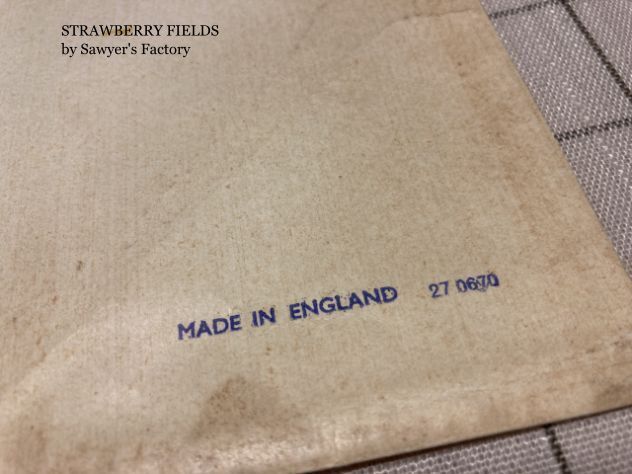 STRAWBERRY FIELDS
by Sawyer's Factory
MADE IN ENGLAND 27 0670